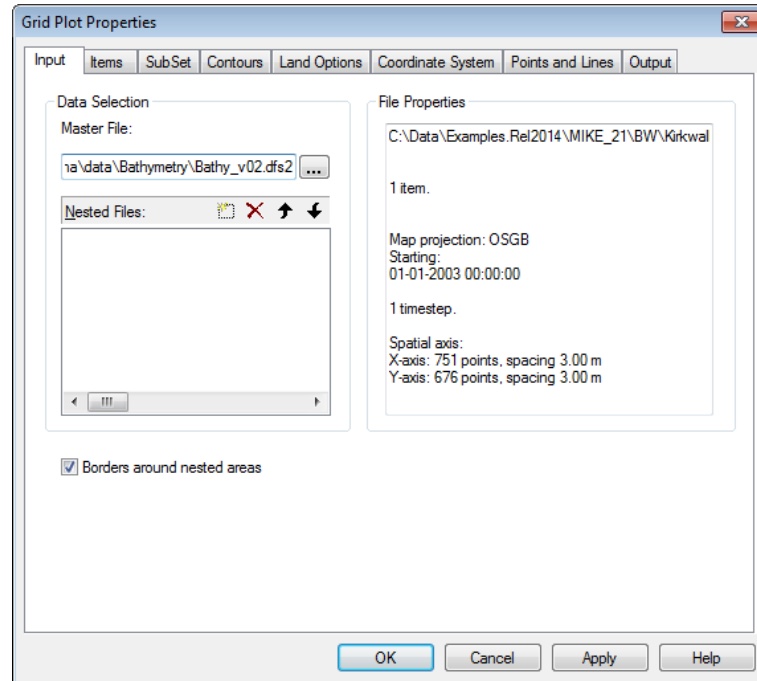 Grid Plot Properties
Input Items SubSet Contours Land Options Coordinate System Points and Lines Output
Data Selection
Master File:
na\data\Bathymetry\Bathy_v02.dfs2 ...
Nested Files:
Borders around nested areas
File Properties
C:\Data\Examples.Rel2014\MIKE_21\BW\Kirkwal
1 item.
Map projection: OSGB
Starting:
01-01-2003 00:00:00
1 timestep.
Spatial axis:
X-axis: 751 points, spacing 3.00 m
Y-axis: 676 points, spacing 3.00 m
OK Cancel Apply Help